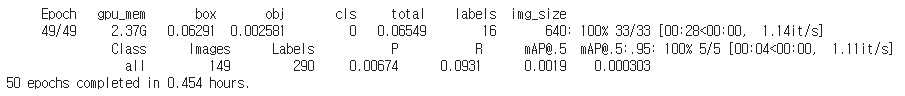 Epoch gpu_mem box obj cls total labels img_size
49/49 2.37G 0.06291 0.002581 0 0.06549 16 640: 100% 33/33 [00:28<00:00, 1.14it/s]
Class Images Labels P R mAP@.5 mAP@.5:.95: 100% 5/5 [00:04<00:00, 1.11it/s]
all 149 290 0.00674 0.0931 0.0019 0.000303
50 epochs completed in 0.454 hours.